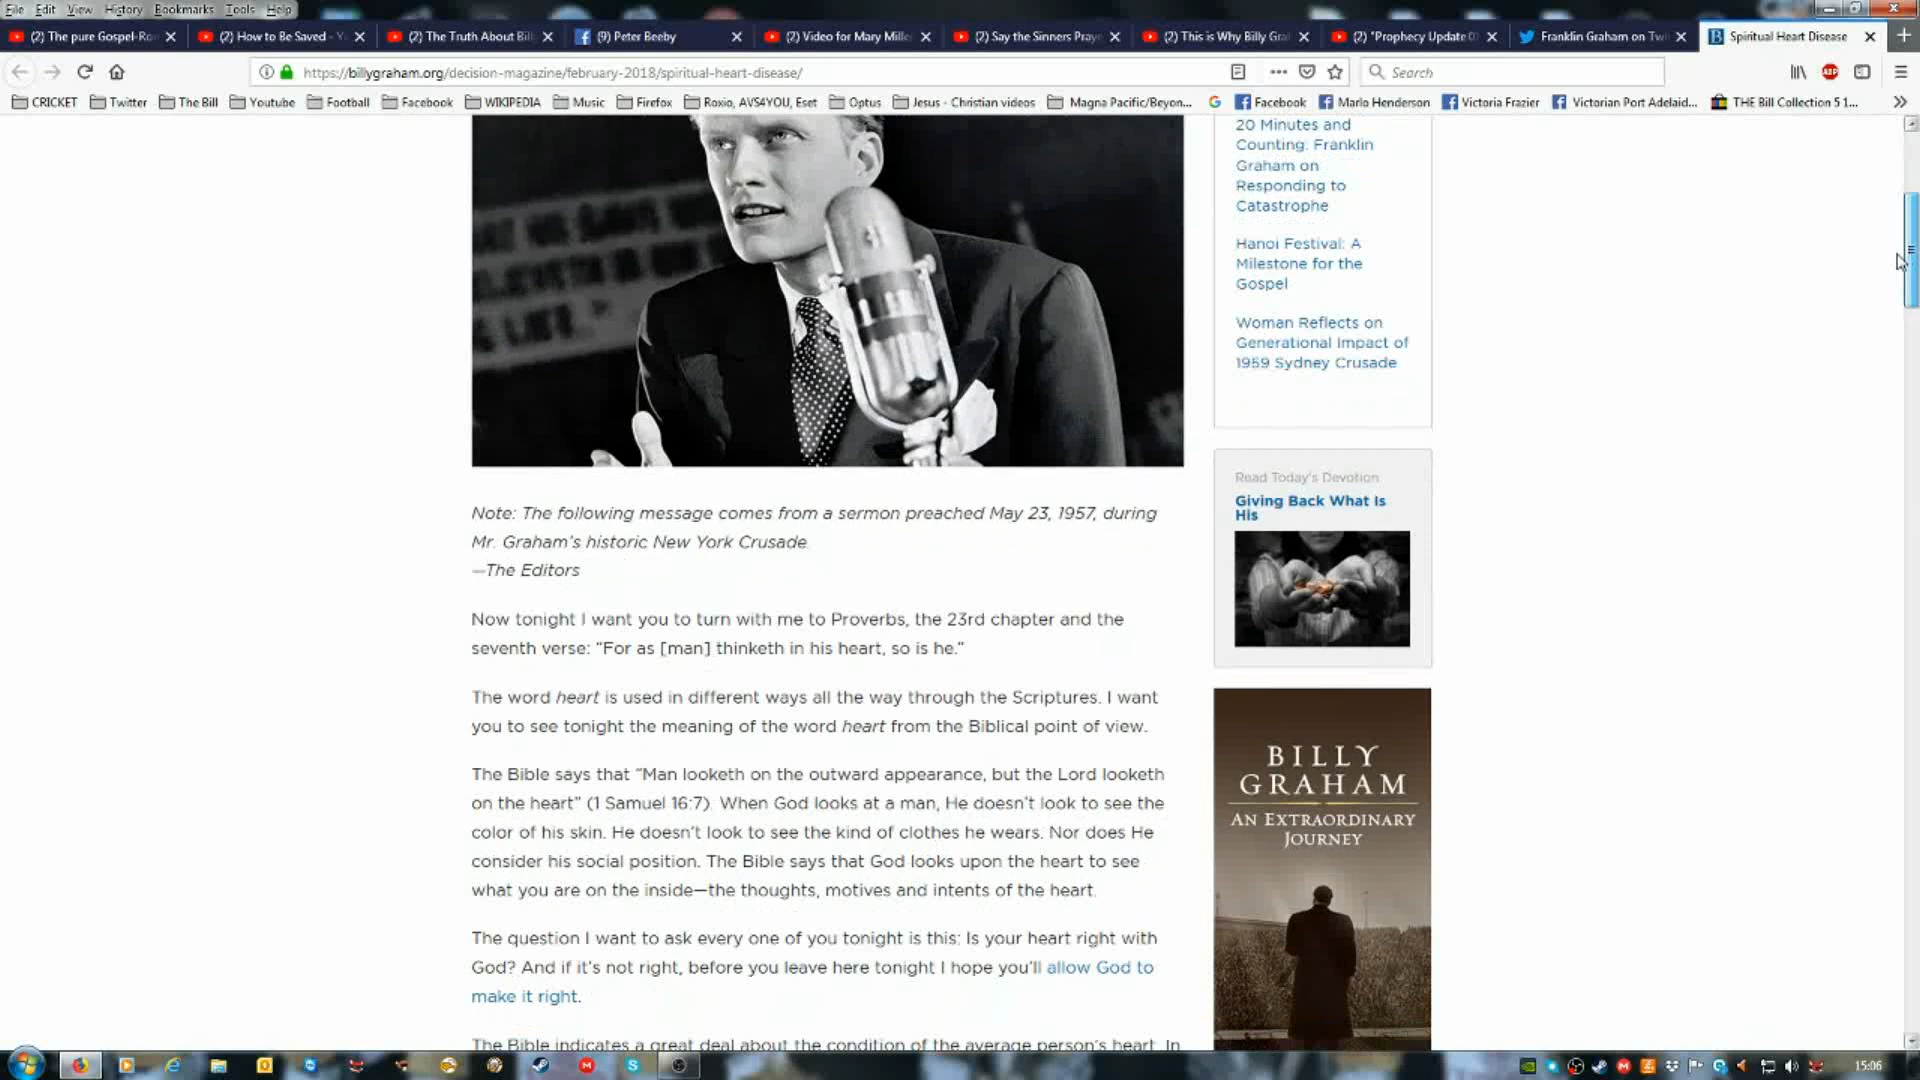 File Edit View History Bookmarks Tools Help
(2) The pure Gospel-Ro
(2) How to Be Saved - Y
(2) The Truth About Bil
(9) Peter Beeby
(2) Video for Mary Mille
(2) Say the Sinners Praye
(2) This is Why Billy Gra
(2) "Prophecy Update
Franklin Graham on Twi
Spiritual Heart Disease
https://billygraham.org/decision-magazine/february-2018/spiritual-heart-disease/
Search
CRICKET Twitter The Bill Youtube Football Facebook WIKIPEDIA Music Firefox Roxio, AVS4YOU, Eset Optus Jesus - Christian videos Magna Pacific/Beyon... Facebook Marlo Henderson Victoria Frazier Victorian Port Adelaid... THE Bill Collection 5 1...
Note: The following message comes from a sermon preached May 23, 1957, during
Mr. Graham's historic New York Crusade.
—The Editors
Now tonight I want you to turn with me to Proverbs, the 23rd chapter and the
seventh verse: “For as [man] thinketh in his heart, so is he.”
The word heart is used in different ways all the way through the Scriptures. I want
you to see tonight the meaning of the word heart from the Biblical point of view.
The Bible says that “Man looketh on the outward appearance, but the Lord looketh
on the heart” (1 Samuel 16:7). When God looks at a man, He doesn't look to see the
color of his skin. He doesn't look to see the kind of clothes he wears. Nor does He
consider his social position. The Bible says that God looks upon the heart to see
what you are on the inside—the thoughts, motives and intents of the heart.
The question I want to ask every one of you tonight is this: Is your heart right with
God? And if it's not right, before you leave here tonight I hope you'll allow God to
make it right.
The Bible indicates a great deal about the condition of the average person's heart. In
20 Minutes and
Counting: Franklin
Graham on
Responding to
Catastrophe
Hanoi Festival: A
Milestone for the
Gospel
Woman Reflects on
Generational Impact of
1959 Sydney Crusade
Read Today's Devotion
Giving Back What Is
His
BILLY
GRAHAM
AN EXTRAORDINARY
JOURNEY
15:06